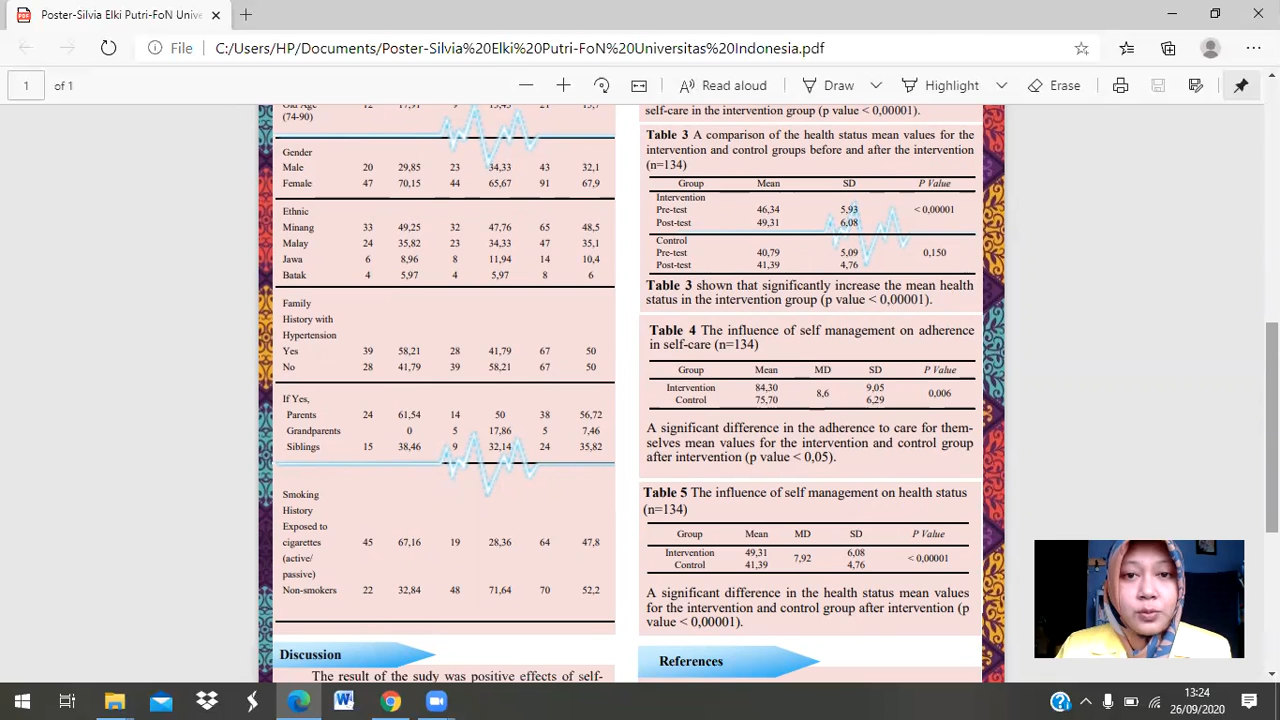 Poster-Silvia Elki Putri-FoN Unive
File
C:/Users/HP/Documents/Poster-Silvia%20Elki%20Putri-FoN%20Universitas%20Indonesia.pdf
1 of 1
Read aloud
Draw
Highlight
Erase
Old Age 12 17,91 9 13,43 21 15,7
(74-90)
Gender
Male 20 29,85 23 34,33 43 32,1
Female 47 70,15 44 65,67 91 67,9
Ethnic
Minang 33 49,25 32 47,76 65 48,5
Malay 24 35,82 23 34,33 47 35,1
Jawa 6 8,96 8 11,94 14 10,4
Batak 4 5,97 4 5,97 8 6
Family
History with
Hypertension
Yes 39 58,21 28 41,79 67 50
No 28 41,79 39 58,21 67 50
If Yes,
Parents 24 61,54 14 50 38 56,72
Grandparents 0 5 17,86 5 7,46
Siblings 15 38,46 9 32,14 24 35,82
Smoking
History
Exposed to
cigarettes 45 67,16 19 28,36 64 47,8
(active/
passive)
Non-smokers 22 32,84 48 71,64 70 52,2
Discussion
The result of the sudy was positive effects of self-
self-care in the intervention group (p value < 0,00001).
Table 3 A comparison of the health status mean values for the
intervention and control groups before and after the intervention
(n=134)
Group Mean SD P Value
Intervention
Pre-test 46,34 5,93 < 0,00001
Post-test 49,31 6,08
Control
Pre-test 40,79 5,09 0,150
Post-test 41,39 4,76
Table 3 shown that significantly increase the mean health
status in the intervention group (p value < 0,00001).
Table 4 The influence of self management on adherence
in self-care (n=134)
Group Mean MD SD P Value
Intervention 84,30 8,6 9,05 0,006
Control 75,70 6,29
A significant difference in the adherence to care for them-
selves mean values for the intervention and control group
after intervention (p value < 0,05).
Table 5 The influence of self management on health status
(n=134)
Group Mean MD SD P Value
Intervention 49,31 7,92 6,08 < 0,00001
Control 41,39 4,76
A significant difference in the health status mean values
for the intervention and control group after intervention (p
value < 0,00001).
References
13:24
26/09/2020